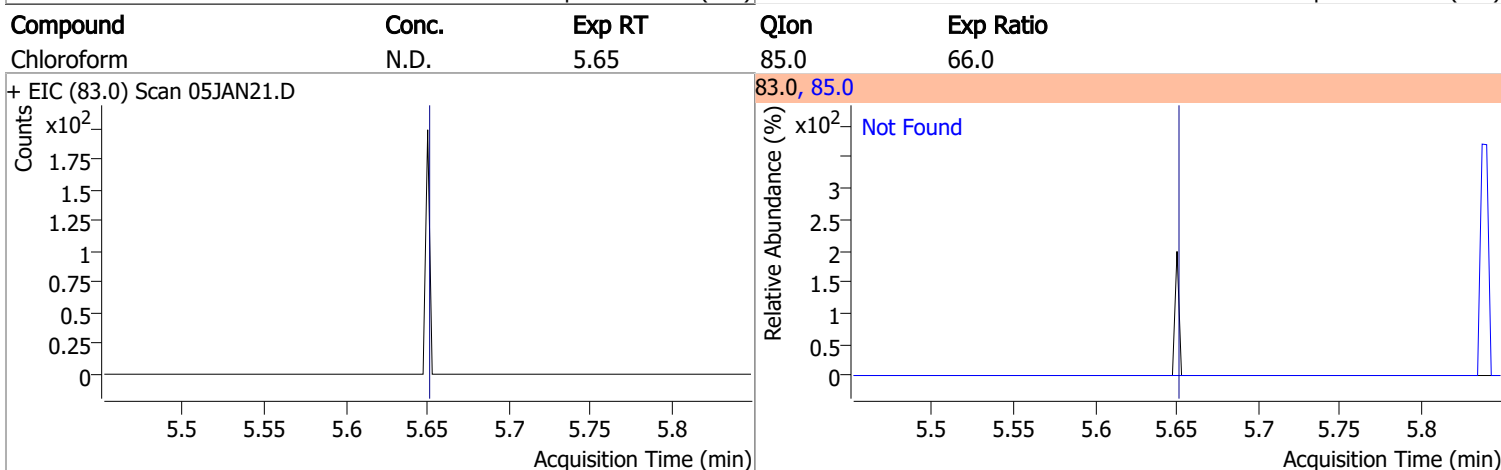 Compound Conc. Exp RT QIon Exp Ratio
Chloroform N.D. 5.65 85.0 66.0
+ EIC (83.0) Scan 05JAN21.D
Counts
x10²
1.75
1.5
1.25
1
0.75
0.5
0.25
0
5.5 5.55 5.6 5.65 5.7 5.75 5.8
Acquisition Time (min)
83.0, 85.0
Relative Abundance (%)
x10²
Not Found
3
2.5
2
1.5
1
0.5
0
5.5 5.55 5.6 5.65 5.7 5.75 5.8
Acquisition Time (min)